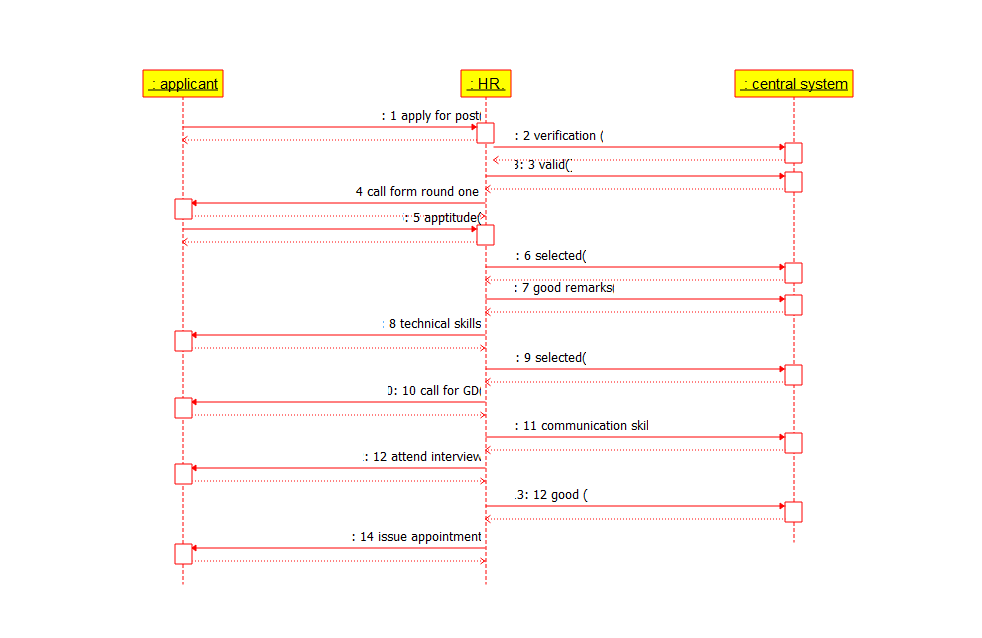 : applicant
: HR
: central system
: 1 apply for post(
: 2 verification (
3: 3 valid(
4 call form round one
: 5 apptitude(
: 6 selected(
: 7 good remarks(
: 8 technical skills
: 9 selected(
0: 10 call for GD(
: 11 communication skil
: 12 attend interview
3: 12 good (
: 14 issue appointment